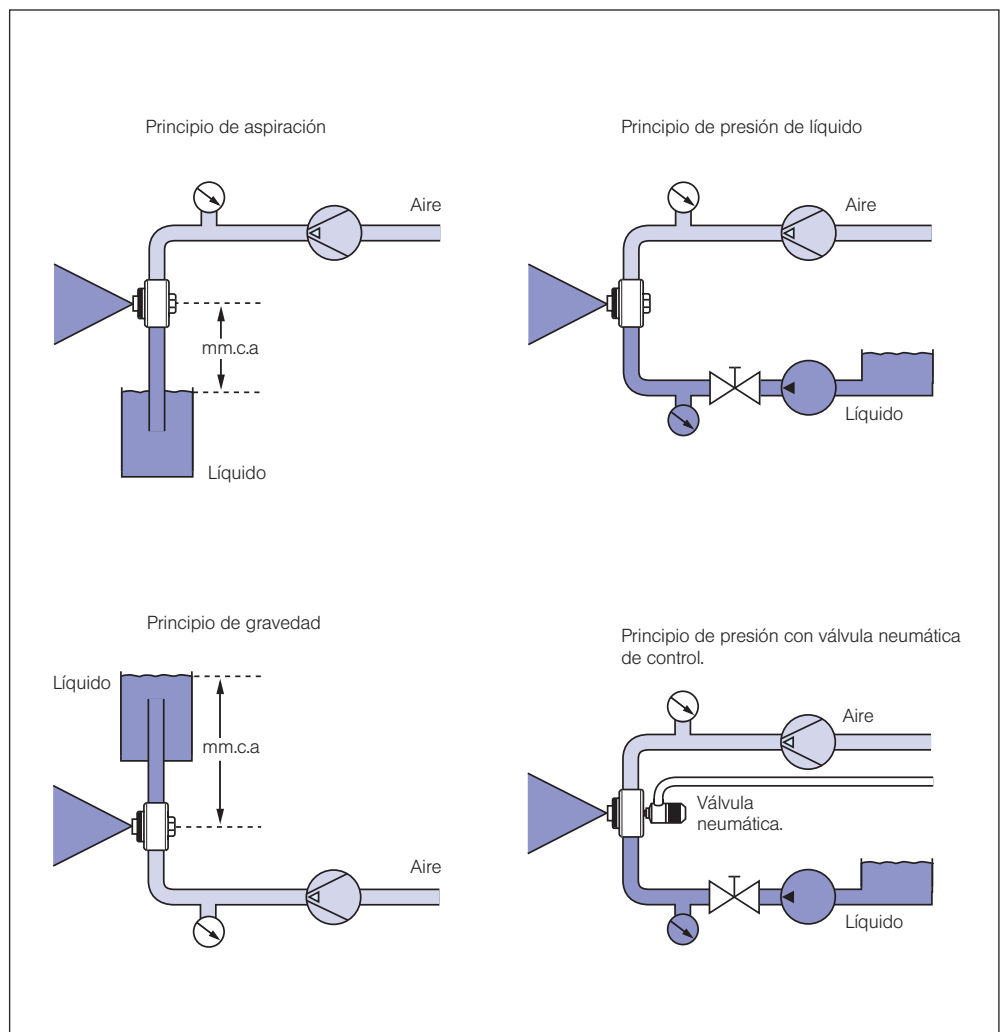 Principio de aspiración
Aire
mm.c.a
Líquido
Principio de presión de líquido
Aire
Líquido
Principio de gravedad
Líquido
mm.c.a
Aire
Principio de presión con válvula neumática
de control.
Aire
Válvula
neumática.
Líquido